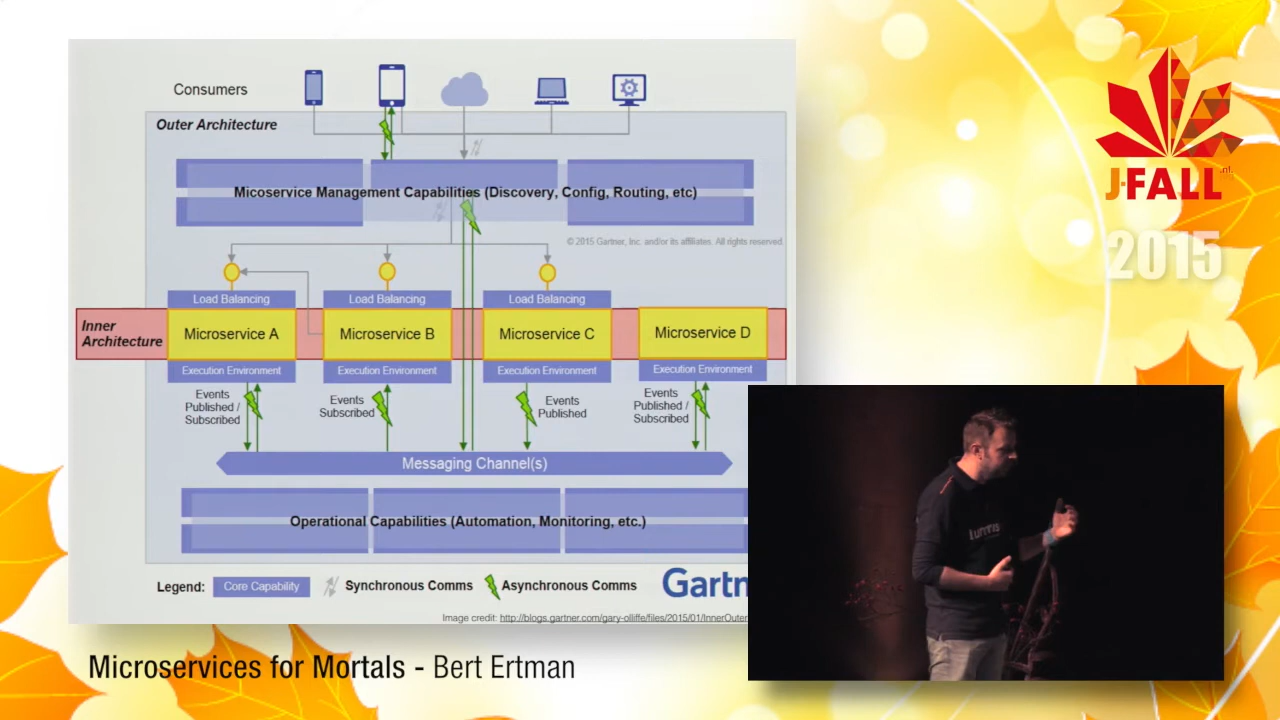 Consumers
Outer Architecture
Micoservice Management Capabilities (Discovery, Config, Routing, etc)
© 2015 Gartner, Inc. and/or its affiliates. All rights reserved.
Load Balancing
Load Balancing
Load Balancing
Inner
Architecture
Microservice A
Microservice B
Microservice C
Microservice D
Execution Environment
Execution Environment
Execution Environment
Execution Environment
Events
Published /
Subscribed
Events
Subscribed
Events
Published
Events
Published /
Subscribed
Messaging Channel(s)
Operational Capabilities (Automation, Monitoring, etc.)
Legend:
Core Capability
Synchronous Comms
Asynchronous Comms
Gartn
Image credit: http://blogs.gartner.com/gary-olliffe/files/2015/01/InnerOuter
J-FALL
.nl
2015
luminis
Microservices for Mortals - Bert Ertman